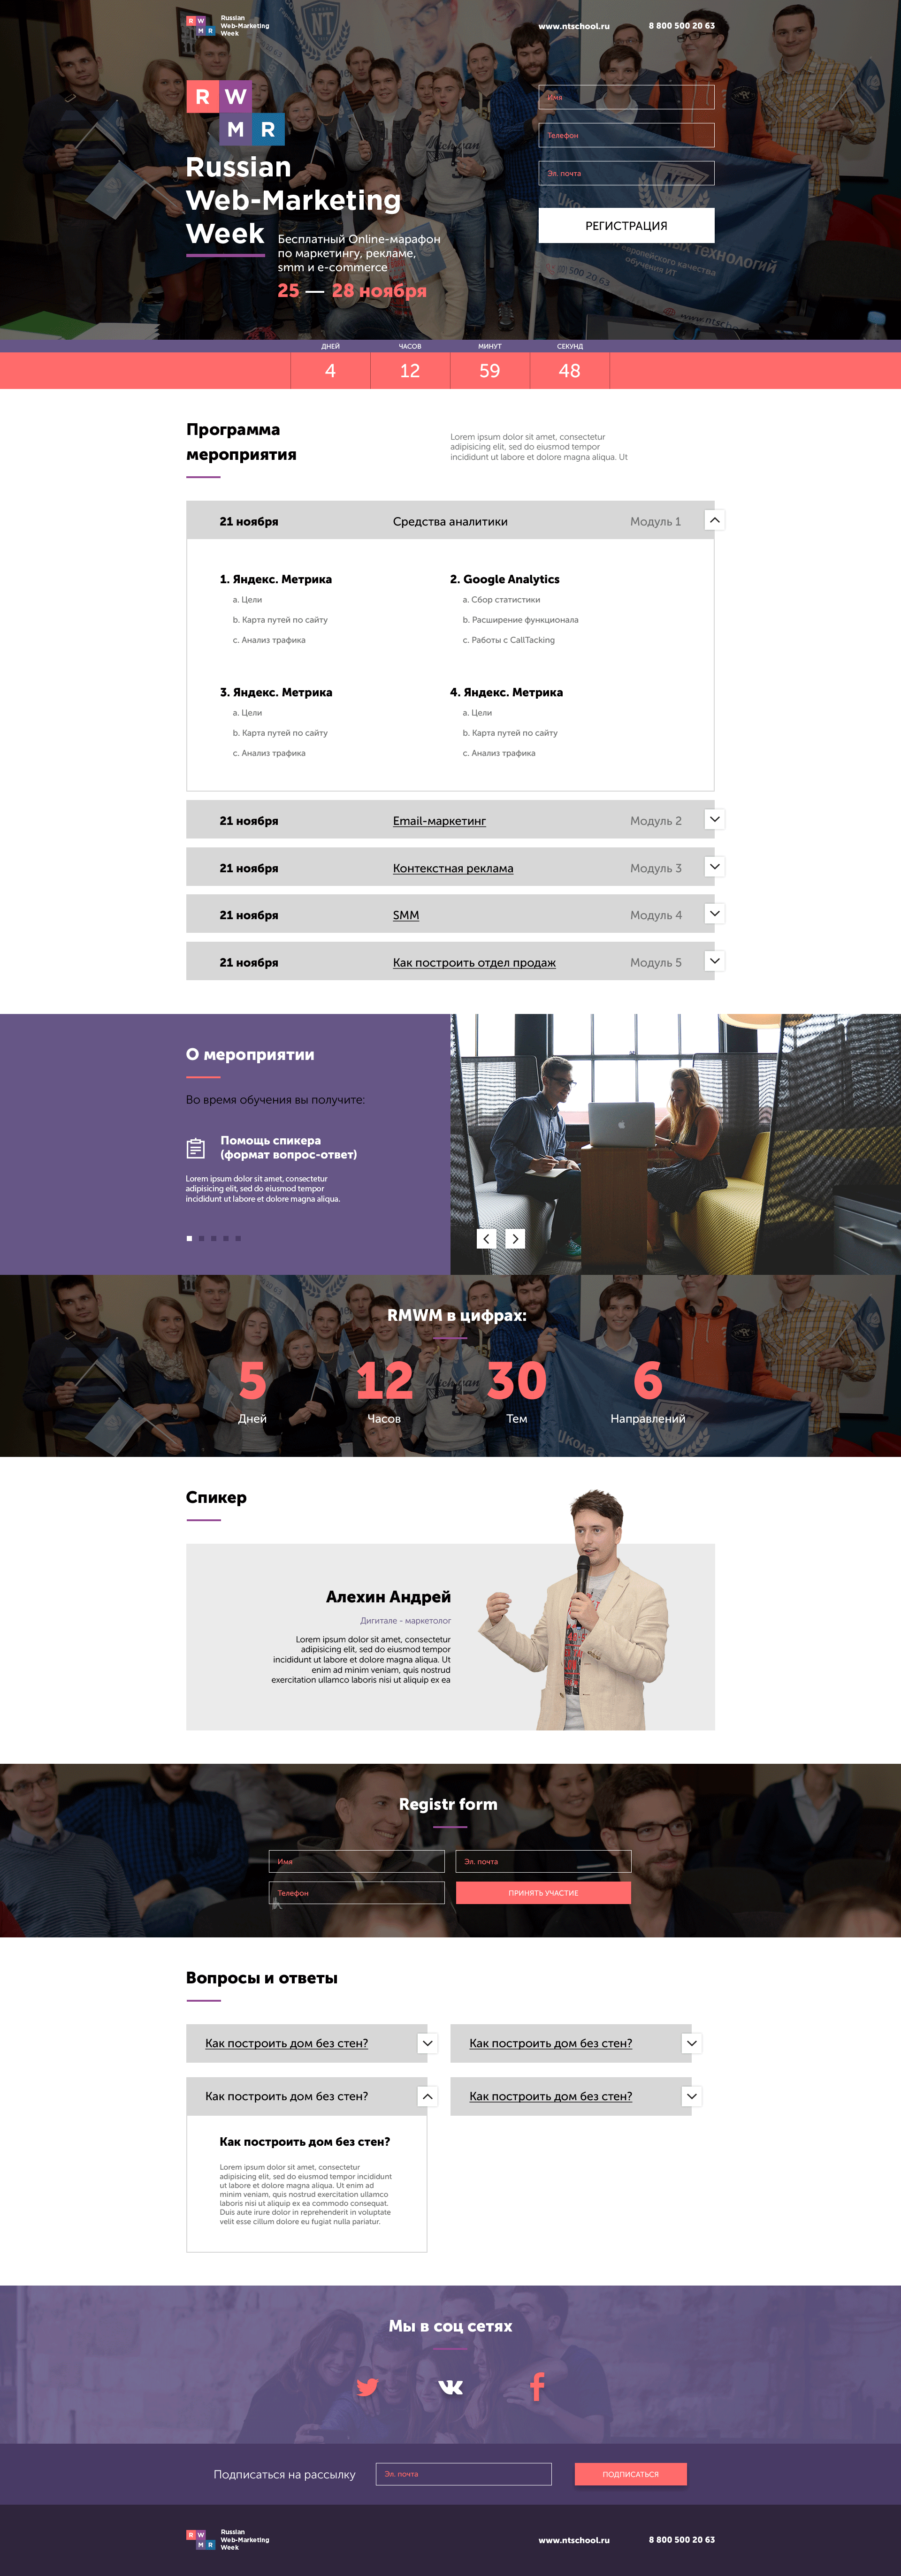 R W
M R
Russian
Web-Marketing
Week
www.ntschool.ru
8 800 500 20 63
R W
M R
Russian
Web-Marketing
Week
Бесплатный Online-марафон
по маркетингу, рекламе,
smm и e-commerce
25 — 28 ноября
Имя
Телефон
Эл. почта
РЕГИСТРАЦИЯ
ДНЕЙ
ЧАСОВ
МИНУТ
СЕКУНД
4
12
59
48
Программа
мероприятия
Lorem ipsum dolor sit amet, consectetur
adipisicing elit, sed do eiusmod tempor
incididunt ut labore et dolore magna aliqua. Ut
21 ноября
Средства аналитики
Модуль 1
1. Яндекс. Метрика
a. Цели
b. Карта путей по сайту
c. Анализ трафика
2. Google Analytics
a. Сбор статистики
b. Расширение функционала
c. Работы с CallTacking
3. Яндекс. Метрика
a. Цели
b. Карта путей по сайту
c. Анализ трафика
4. Яндекс. Метрика
a. Цели
b. Карта путей по сайту
c. Анализ трафика
21 ноября
Email-маркетинг
Модуль 2
21 ноября
Контекстная реклама
Модуль 3
21 ноября
SMM
Модуль 4
21 ноября
Как построить отдел продаж
Модуль 5
О мероприятии
Во время обучения вы получите:
Помощь спикера
(формат вопрос-ответ)
Lorem ipsum dolor sit amet, consectetur
adipisicing elit, sed do eiusmod tempor
incididunt ut labore et dolore magna aliqua.
RMWM в цифрах:
5
12
30
6
Дней
Часов
Тем
Направлений
Спикер
Алехин Андрей
Дигитале - маркетолог
Lorem ipsum dolor sit amet, consectetur
adipisicing elit, sed do eiusmod tempor
incididunt ut labore et dolore magna aliqua. Ut
enim ad minim veniam, quis nostrud
exercitation ullamco laboris nisi ut aliquip ex ea
Registr form
Имя
Эл. почта
Телефон
ПРИНЯТЬ УЧАСТИЕ
Вопросы и ответы
Как построить дом без стен?
Как построить дом без стен?
Как построить дом без стен?
Как построить дом без стен?
Как построить дом без стен?
Lorem ipsum dolor sit amet, consectetur
adipisicing elit, sed do eiusmod tempor incididunt
ut labore et dolore magna aliqua. Ut enim ad
minim veniam, quis nostrud exercitation ullamco
laboris nisi ut aliquip ex ea commodo consequat.
Duis aute irure dolor in reprehenderit in voluptate
velit esse cillum dolore eu fugiat nulla pariatur.
Мы в соц сетях
Подписаться на рассылку
Эл. почта
ПОДПИСАТЬСЯ
R W
M R
Russian
Web-Marketing
Week
www.ntschool.ru
8 800 500 20 63